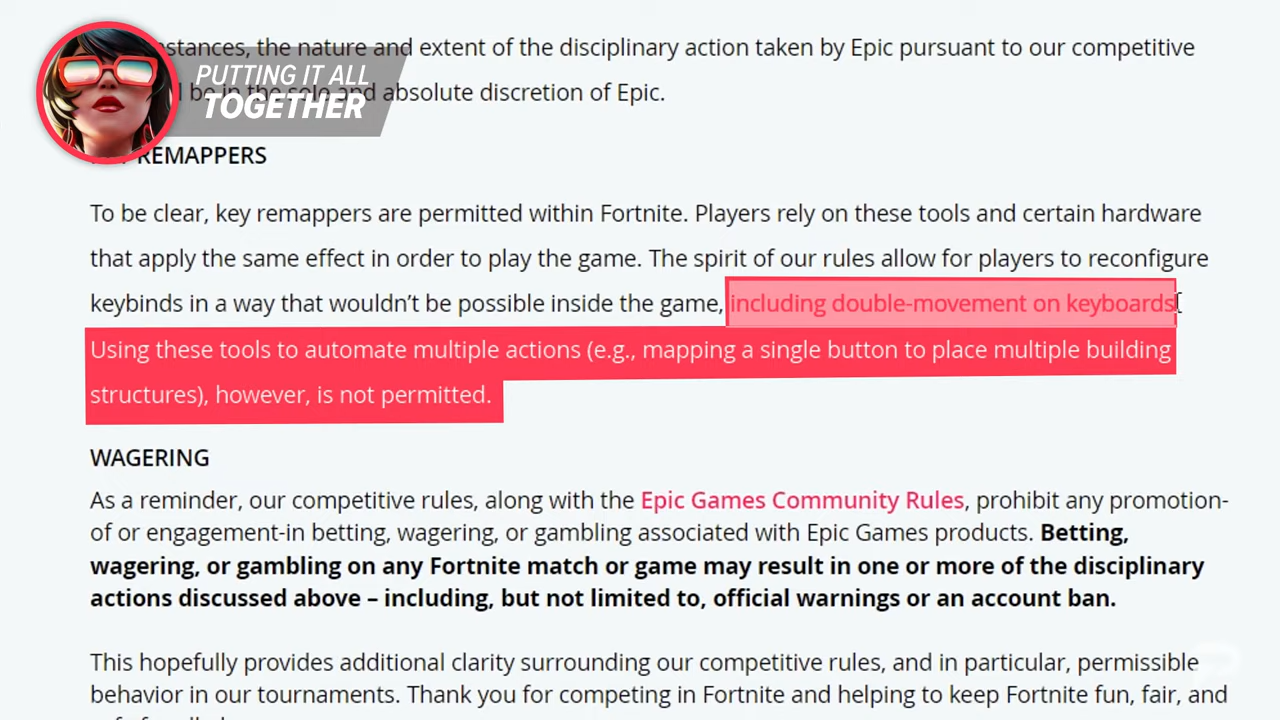 PUTTING IT ALL
TOGETHER
stances, the nature and extent of the disciplinary action taken by Epic pursuant to our competitive
be in the sole and absolute discretion of Epic.
REMAPPERS
To be clear, key remappers are permitted within Fortnite. Players rely on these tools and certain hardware
that apply the same effect in order to play the game. The spirit of our rules allow for players to reconfigure
keybinds in a way that wouldn’t be possible inside the game, including double-movement on keyboards.
Using these tools to automate multiple actions (e.g., mapping a single button to place multiple building
structures), however, is not permitted.
WAGERING
As a reminder, our competitive rules, along with the Epic Games Community Rules, prohibit any promotion-
of or engagement-in betting, wagering, or gambling associated with Epic Games products. Betting,
wagering, or gambling on any Fortnite match or game may result in one or more of the disciplinary
actions discussed above – including, but not limited to, official warnings or an account ban.
This hopefully provides additional clarity surrounding our competitive rules, and in particular, permissible
behavior in our tournaments. Thank you for competing in Fortnite and helping to keep Fortnite fun, fair, and